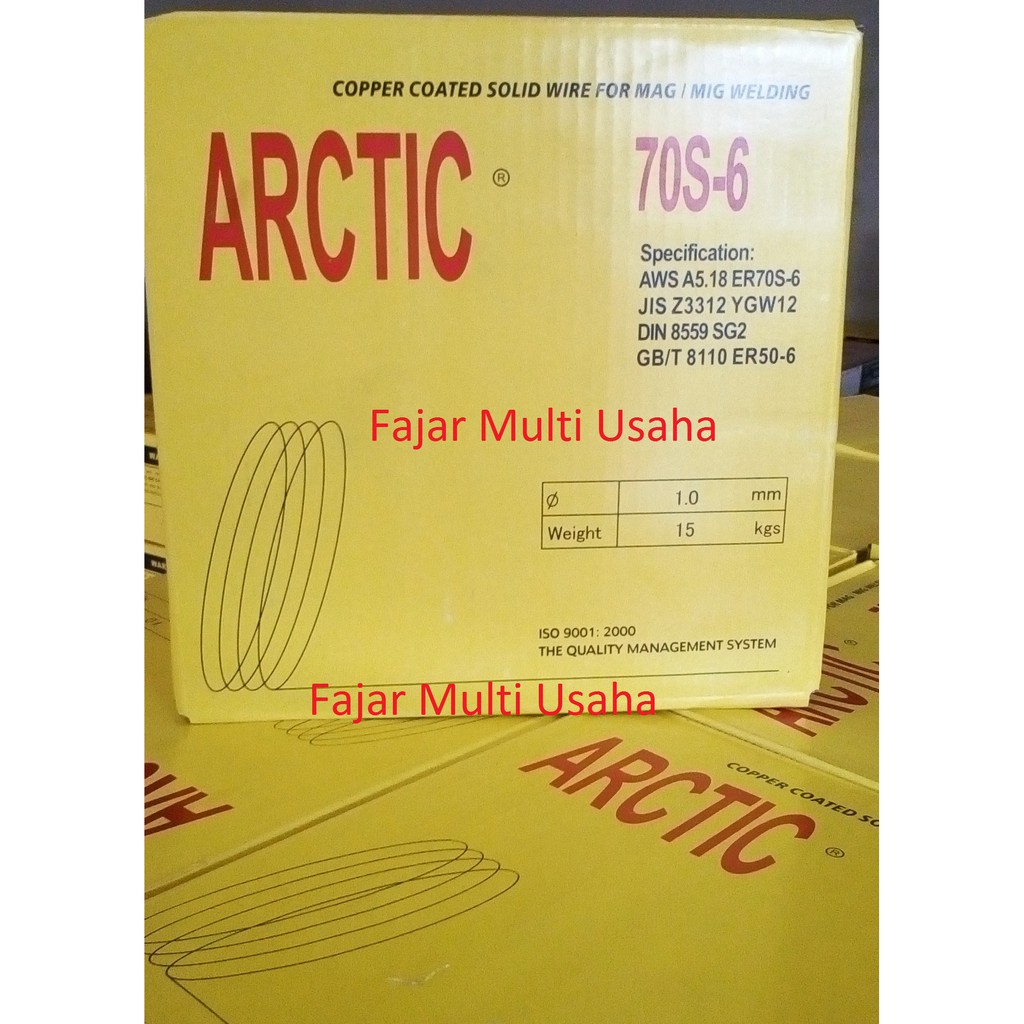 COPPER COATED SOLID WIRE FOR MAG / MIG WELDING
ARCTIC ®
70S-6
Specification:
AWS A5.18 ER70S-6
JIS Z3312 YGW12
DIN 8559 SG2
GB/T 8110 ER50-6
Fajar Multi Usaha
Ø 1.0 mm
Weight 15 kgs
ISO 9001: 2000
THE QUALITY MANAGEMENT SYSTEM
Fajar Multi Usaha
ARCTIC ®
COPPER COATED SO